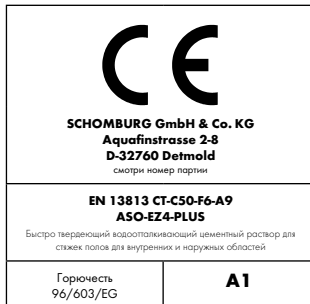 CE
SCHOMBURG GmbH & Co. KG
Aquafinstrasse 2-8
D-32760 Detmold
смотри номер партии
EN 13813 CT-C50-F6-A9
ASO-EZ4-PLUS
Быстро твердеющий водоотталкивающий цементный раствор для
стяжек полов для внутренних и наружных областей
Горючесть
96/603/EG
A1